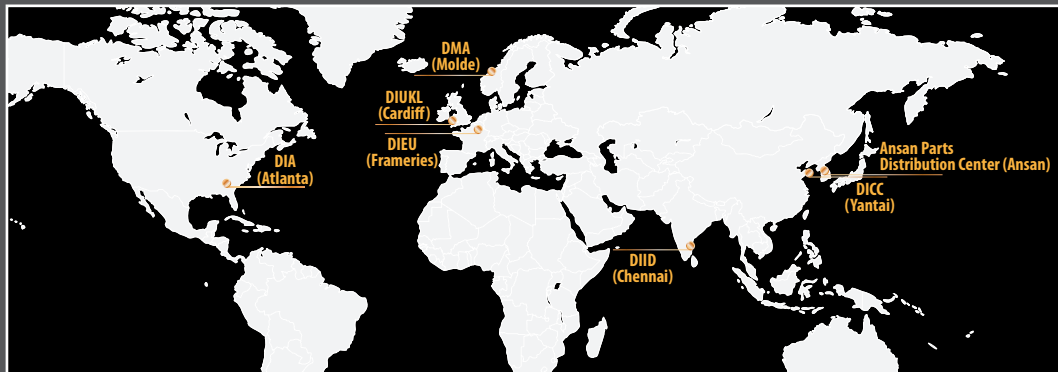 DMA
(Molde)
DIUKL
(Cardiff)
DIEU
(Frameries)
DIA
(Atlanta)
Ansan Parts
Distribution Center (Ansan)
DICC
(Yantai)
DIID
(Chennai)